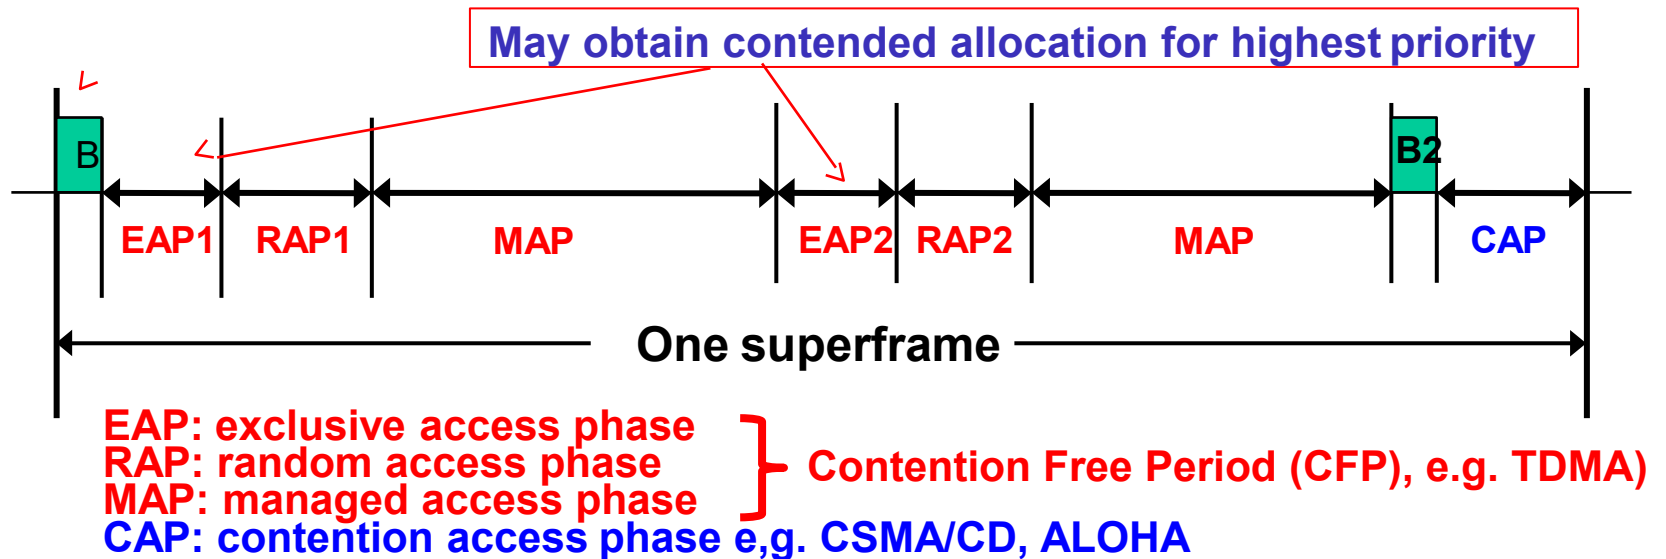 May obtain contended allocation for highest priority
B
B2
EAP1
RAP1
MAP
EAP2
RAP2
MAP
CAP
One superframe
EAP: exclusive access phase
RAP: random access phase
MAP: managed access phase
Contention Free Period (CFP), e.g. TDMA)
CAP: contention access phase e,g. CSMA/CD, ALOHA